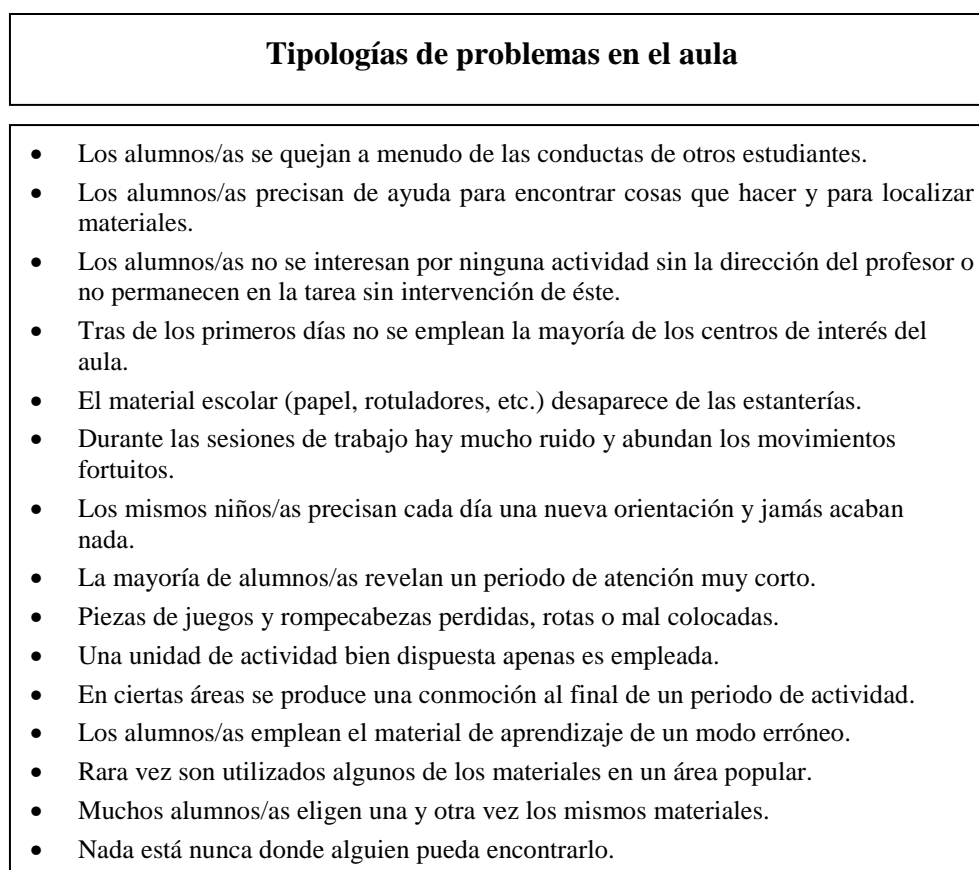 Tipologías de problemas en el aula
• Los alumnos/as se quejan a menudo de las conductas de otros estudiantes.
• Los alumnos/as precisan de ayuda para encontrar cosas que hacer y para localizar
materiales.
• Los alumnos/as no se interesan por ninguna actividad sin la dirección del profesor o
no permanecen en la tarea sin intervención de éste.
• Tras de los primeros días no se emplean la mayoría de los centros de interés del
aula.
• El material escolar (papel, rotuladores, etc.) desaparece de las estanterías.
• Durante las sesiones de trabajo hay mucho ruido y abundan los movimientos
fortuitos.
• Los mismos niños/as precisan cada día una nueva orientación y jamás acaban
nada.
• La mayoría de alumnos/as revelan un periodo de atención muy corto.
• Piezas de juegos y rompecabezas perdidas, rotas o mal colocadas.
• Una unidad de actividad bien dispuesta apenas es empleada.
• En ciertas áreas se produce una conmoción al final de un periodo de actividad.
• Los alumnos/as emplean el material de aprendizaje de un modo erróneo.
• Rara vez son utilizados algunos de los materiales en un área popular.
• Muchos alumnos/as eligen una y otra vez los mismos materiales.
• Nada está nunca donde alguien pueda encontrarlo.